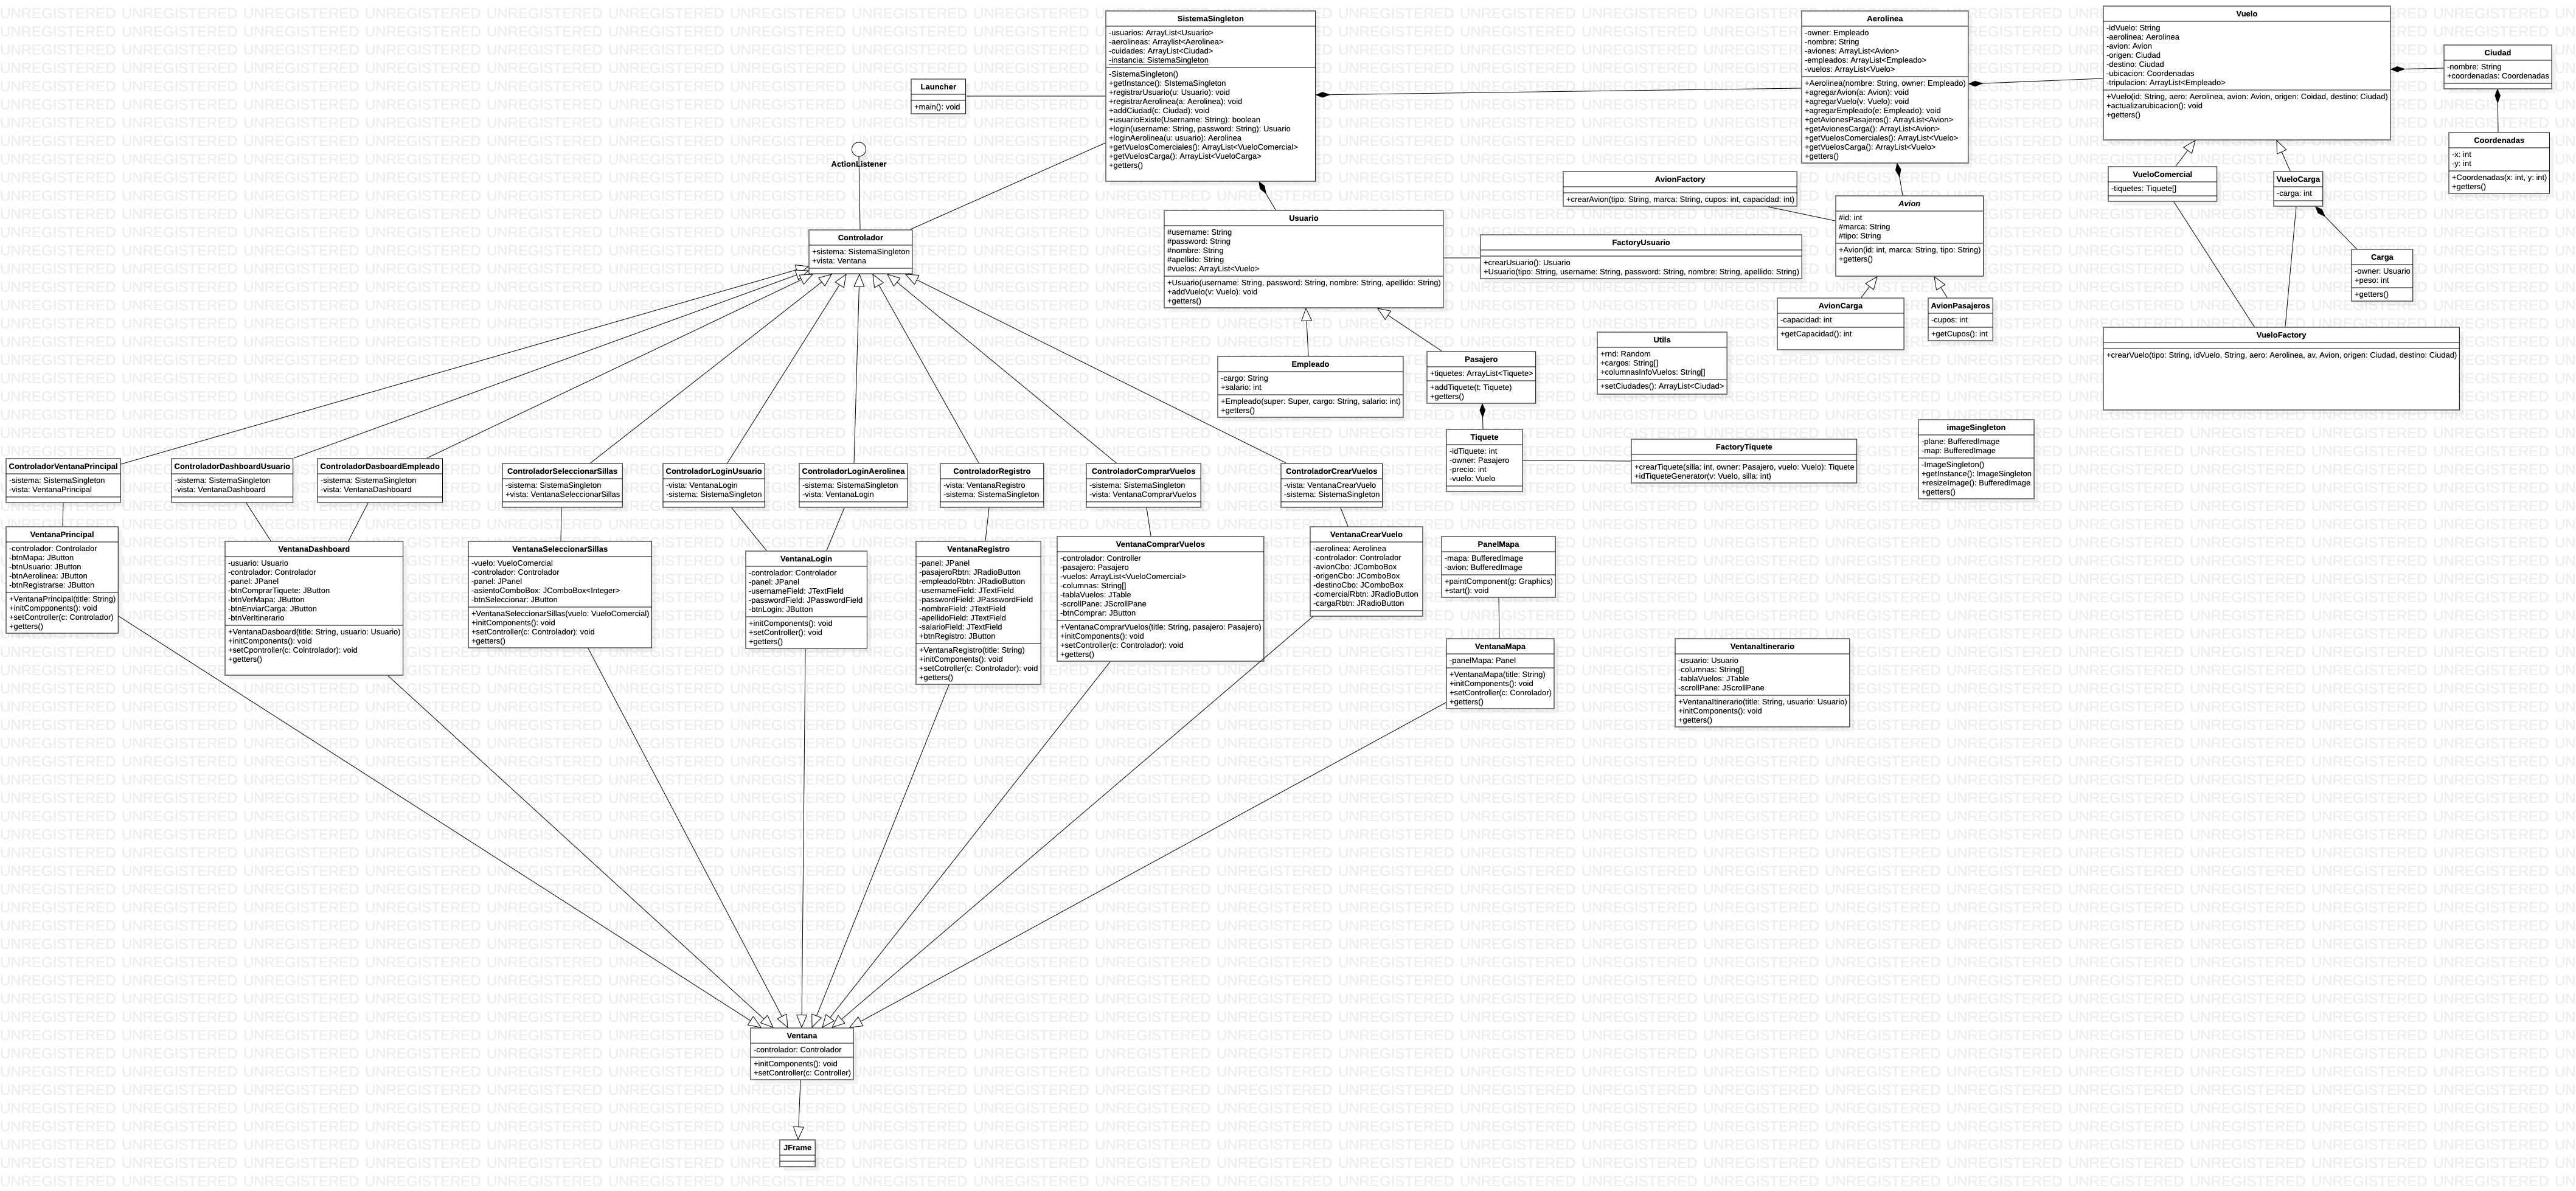 SistemaSingleton
-usuarios: ArrayList<Usuario>
-aerolineas: Arraylist<Aerolinea>
-cuidades: ArrayList<Ciudad>
-instancia: SistemaSingleton
-SistemaSingleton()
+getInstance(): SIstemaSingleton
+registrarUsuario(u: Usuario): void
+registrarAerolinea(a: Aerolinea): void
+addCiudad(c: Ciudad): void
+usuarioExiste(Username: String): boolean
+login(username: String, password: String): Usuario
+loginAerolinea(u: usuario): Aerolinea
+getVuelosComerciales(): ArrayList<VueloComercial>
+getVuelosCarga(): ArrayList<VueloCarga>
+getters()
Aerolinea
-owner: Empleado
-nombre: String
-aviones: ArrayList<Avion>
-empleados: ArrayList<Empleado>
-vuelos: ArrayList<Vuelo>
+Aerolinea(nombre: String, owner: Empleado)
+agregarAvion(a: Avion): void
+agregarVuelo(v: Vuelo): void
+agregarEmpleado(e: Empleado): void
+getAvionesPasajeros(): ArrayList<Avion>
+getAvionesCarga(): ArrayList<Avion>
+getVuelosComerciales(): ArrayList<Vuelo>
+getVuelosCarga(): ArrayList<Vuelo>
+getters()
Vuelo
-idVuelo: String
-aerolinea: Aerolinea
-avion: Avion
-origen: Ciudad
-destino: Ciudad
-ubicacion: Coordenadas
-tripulacion: ArrayList<Empleado>
+Vuelo(id: String, aero: Aerolinea, avion: Avion, origen: Coidad, destino: Ciudad)
+actualizarubicacion(): void
+getters()
Ciudad
-nombre: String
+coordenadas: Coordenadas
Launcher
+main(): void
Coordenadas
-x: int
-y: int
+Coordenadas(x: int, y: int)
+getters()
ActionListener
VueloComercial
-tiquetes: Tiquete[]
VueloCarga
-carga: int
AvionFactory
+crearAvion(tipo: String, marca: String, cupos: int, capacidad: int)
Avion
#id: int
#marca: String
#tipo: String
+Avion(id: int, marca: String, tipo: String)
+getters()
Usuario
#username: String
#password: String
#nombre: String
#apellido: String
#vuelos: ArrayList<Vuelo>
+Usuario(username: String, password: String, nombre: String, apellido: String)
+addVuelo(v: Vuelo): void
+getters()
Controlador
+sistema: SistemaSingleton
+vista: Ventana
FactoryUsuario
+crearUsuario(): Usuario
+Usuario(tipo: String, username: String, password: String, nombre: String, apellido: String)
Carga
-owner: Usuario
+peso: int
+getters()
AvionCarga
-capacidad: int
+getCapacidad(): int
AvionPasajeros
-cupos: int
+getCupos(): int
VueloFactory
+crearVuelo(tipo: String, idVuelo, String, aero: Aerolinea, av, Avion, origen: Ciudad, destino: Ciudad)
Utils
+rnd: Random
+cargos: String[]
+columnasInfoVuelos: String[]
+setCiudades(): ArrayList<Ciudad>
Empleado
-cargo: String
+salario: int
+Empleado(super: Super, cargo: String, salario: int)
+getters()
Pasajero
+tiquetes: ArrayList<Tiquete>
+addTiquete(t: Tiquete)
+getters()
Tiquete
-idTiquete: int
-owner: Pasajero
-precio: int
-vuelo: Vuelo
FactoryTiquete
+crearTiquete(silla: int, owner: Pasajero, vuelo: Vuelo): Tiquete
+idTiqueteGenerator(v: Vuelo, silla: int)
imageSingleton
-plane: BufferedImage
-map: BufferedImage
-ImageSingleton()
+getInstance(): ImageSingleton
+resizeImage(): BufferedImage
+getters()
ControladorVentanaPrincipal
-sistema: SistemaSingleton
-vista: VentanaPrincipal
ControladorDashboardUsuario
-sistema: SistemaSingleton
-vista: VentanaDashboard
ControladorDasboardEmpleado
-sistema: SistemaSingleton
-vista: VentanaDashboard
ControladorSeleccionarSillas
-sistema: SistemaSingleton
+vista: VentanaSeleccionarSillas
ControladorLoginUsuario
-vista: VentanaLogin
-sistema: SistemaSingleton
ControladorLoginAerolinea
-sistema: SistemaSingleton
-vista: VentanaLogin
ControladorRegistro
-vista: VentanaRegistro
-sistema: SistemaSingleton
ControladorComprarVuelos
-sistema: SistemaSingleton
-vista: VentanaComprarVuelos
ControladorCrearVuelos
-vista: VentanaCrearVuelo
-sistema: SistemaSingleton
VentanaPrincipal
-controlador: Controlador
-btnMapa: JButton
-btnUsuario: JButton
-btnAerolinea: JButton
-btnRegistrarse: JButton
+VentanaPrincipal(title: String)
+initCompponents(): void
+setController(c: Controlador)
+getters()
VentanaDashboard
-usuario: Usuario
-controlador: Controlador
-panel: JPanel
-btnComprarTiquete: JButton
-btnVerMapa: JButton
-btnEnviarCarga: JButton
-btnVerItinerario
+VentanaDasboard(title: String, usuario: Usuario)
+initComponents(): void
+setCpontroller(c: Colntrolador): void
+getters()
VentanaSeleccionarSillas
-vuelo: VueloComercial
-controlador: Controlador
-panel: JPanel
-asientoComboBox: JComboBox<Integer>
-btnSeleccionar: JButton
+VentanaSeleccionarSillas(vuelo: VueloComercial)
+initComponents(): void
+setController(c: Controlador): void
+getters()
VentanaLogin
-controlador: Controlador
-panel: JPanel
-usernameField: JTextField
-passwordField: JPasswordField
-btnLogin: JButton
+initComponents(): void
+setController(): void
+getters()
VentanaRegistro
-panel: JPanel
-pasajeroRbtn: JRadioButton
-empleadoRbtn: JRadioButton
-usernameField: JTextField
-passwordField: JPasswordField
-nombreField: JTextField
-apellidoField: JTextField
-salarioField: JTextField
+btnRegistro: JButton
+VentanaRegistro(title: String)
+initComponents(): void
+setCotroller(c: Controlador): void
+getters()
VentanaComprarVuelos
-controlador: Controller
-pasajero: Pasajero
-vuelos: ArrayList<VueloComercial>
-columnas: String[]
-tablaVuelos: JTable
-scrollPane: JScrollPane
-btnComprar: JButton
+VentanaComprarVuelos(title: String, pasajero: Pasajero)
+initComponents(): void
+setController(c: Controlador): void
+getters()
VentanaCrearVuelo
-aerolinea: Aerolinea
-controlador: Controlador
-avionCbo: JComboBox
-origenCbo: JComboBox
-destinoCbo: JComboBox
-comercialRbtn: JRadioButton
-cargaRbtn: JRadioButton
PanelMapa
-mapa: BufferedImage
-avion: BufferedImage
+paintComponent(g: Graphics)
+start(): void
VentanaMapa
-panelMapa: Panel
+VentanaMapa(title: String)
+initComponents(): void
+setController(c: Conrolador)
+getters()
VentanaItinerario
-usuario: Usuario
-columnas: String[]
-tablaVuelos: JTable
-scrollPane: JScrollPane
+VentanaItinerario(title: String, usuario: Usuario)
+initComponents(): void
+getters()
Ventana
-controlador: Controlador
+initComponents(): void
+setController(c: Controller)
JFrame